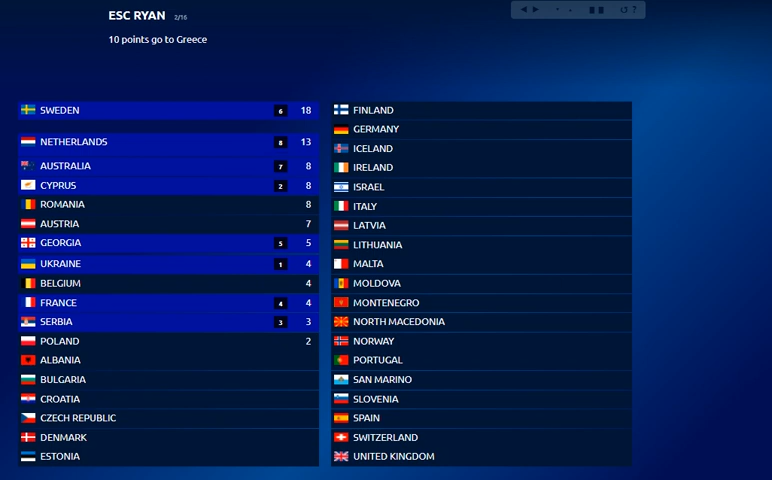 ESC RYAN 2/16
10 points go to Greece
SWEDEN 6 18
NETHERLANDS 8 13
AUSTRALIA 7 8
CYPRUS 2 8
ROMANIA 8
AUSTRIA 7
GEORGIA 5 5
UKRAINE 1 4
BELGIUM 4
FRANCE 4 4
SERBIA 3 3
POLAND 2
ALBANIA
BULGARIA
CROATIA
CZECH REPUBLIC
DENMARK
ESTONIA
FINLAND
GERMANY
ICELAND
IRELAND
ISRAEL
ITALY
LATVIA
LITHUANIA
MALTA
MOLDOVA
MONTENEGRO
NORTH MACEDONIA
NORWAY
PORTUGAL
SAN MARINO
SLOVENIA
SPAIN
SWITZERLAND
UNITED KINGDOM